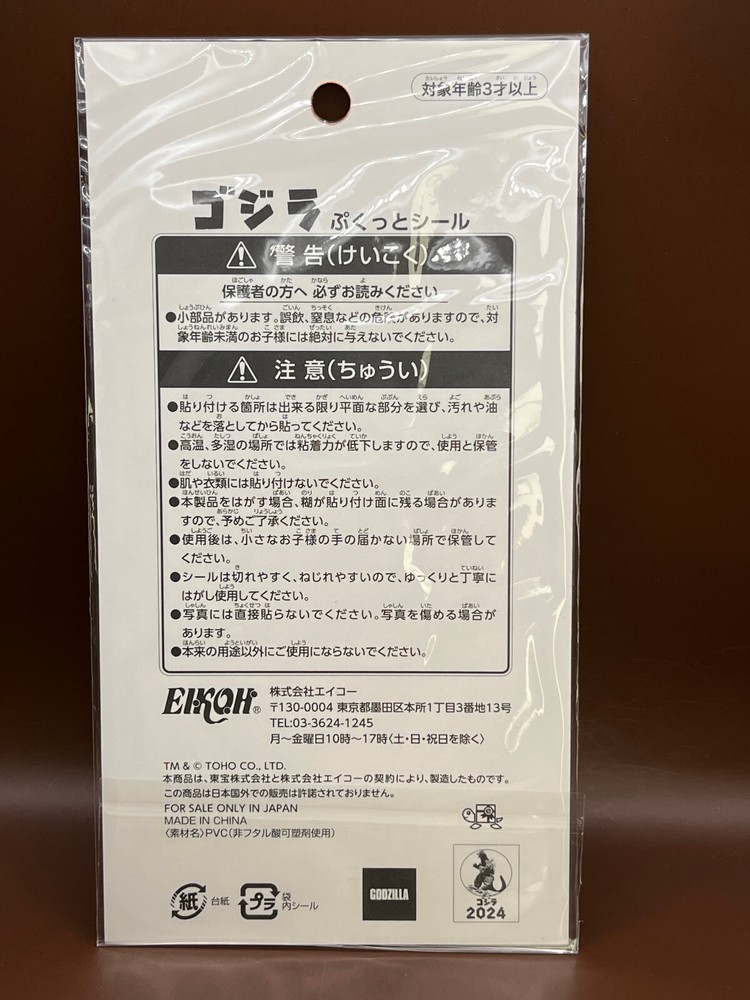 対象年齢3才以上
ゴジラ ぷくっとシール
警告(けいこく)
保護者の方へ 必ずお読みください
●小部品があります。誤飲、窒息などの危険がありますので、対
象年齢未満のお子様には絶対に与えないでください。
注意(ちゅうい)
●貼り付ける箇所は出来る限り平面な部分を選び、汚れや油
などを落としてから貼ってください。
●高温、多湿の場所では粘着力が低下しますので、使用と保管
をしないでください。
●肌や衣類には貼り付けないでください。
●本製品をはがす場合、糊が貼り付け面に残る場合がありま
すので、予めご了承ください。
●使用後は、小さなお子様の手の届かない場所で保管して
ください。
●シールは切れやすく、ねじれやすいので、ゆっくりと丁寧に
はがし使用してください。
●写真には直接貼らないでください。写真を傷める場合が
あります。
●本来の用途以外にご使用にならないでください。
EIKOH®
株式会社エイコー
〒130-0004 東京都墨田区本所1丁目3番地13号
TEL:03-3624-1245
月～金曜日10時～17時〈土・日・祝日を除く〉
TM & © TOHO CO., LTD.
本商品は、東宝株式会社と株式会社エイコーの契約により、製造したものです。
この商品は日本国外での販売は許諾されておりません。
FOR SALE ONLY IN JAPAN
MADE IN CHINA
〈素材名〉PVC(非フタル酸可塑剤使用)
紙 台紙
プラ 袋
内シール
GODZILLA
ゴジラ
2024